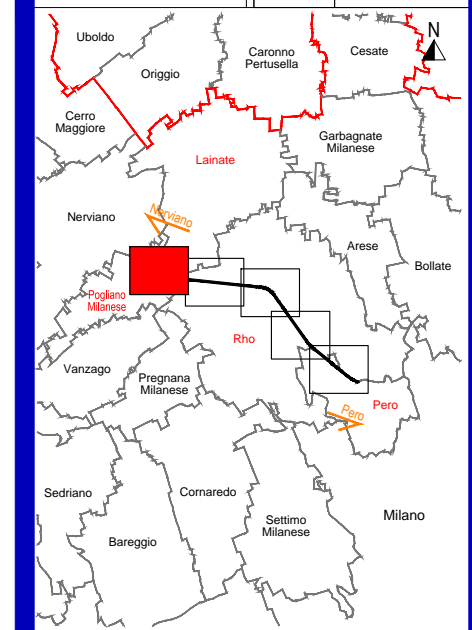 N
Uboldo
Origgio
Caronno
Pertusella
Cesate
Cerro
Maggiore
Garbagnate
Milanese
Lainate
Nerviano
Nerviano
Arese
Bollate
Pogliano
Milanese
Rho
Vanzago
Pregnana
Milanese
Pero
Pero
Sedriano
Cornaredo
Settimo
Milanese
Milano
Bareggio